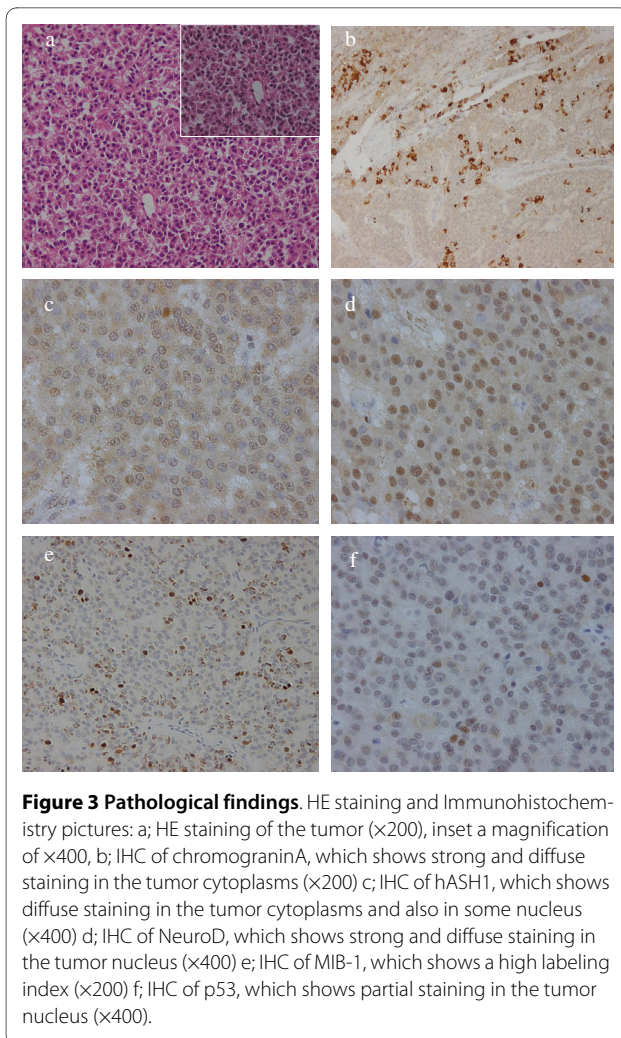 a
b
c
d
e
f
Figure 3 Pathological findings. HE staining and Immunohistochem-
istry pictures: a; HE staining of the tumor (×200), inset a magnification
of ×400, b; IHC of chromograninA, which shows strong and diffuse
staining in the tumor cytoplasms (×200) c; IHC of hASH1, which shows
diffuse staining in the tumor cytoplasms and also in some nucleus
(×400) d; IHC of NeuroD, which shows strong and diffuse staining in
the tumor nucleus (×400) e; IHC of MIB-1, which shows a high labeling
index (×200) f; IHC of p53, which shows partial staining in the tumor
nucleus (×400).